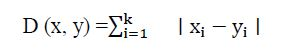 D (x, y) =∑ᵏᵢ₌₁ | xᵢ − yᵢ |